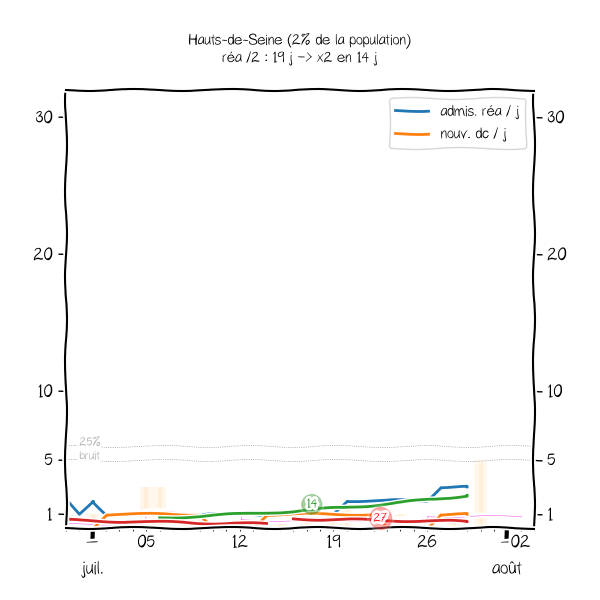 Hauts-de-Seine (2% de la population)
réa /2 : 19 j -> x2 en 14 j
admis. réa / j
nouv. dc / j
30
30
20
20
10
10
25%
bruit
5
5
14
27
1
1
05
12
19
26
02
juil.
août